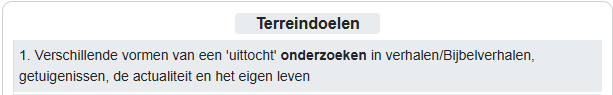 Terreindoelen
1. Verschillende vormen van een 'uittocht' onderzoeken in verhalen/Bijbelverhalen,
getuigenissen, de actualiteit en het eigen leven